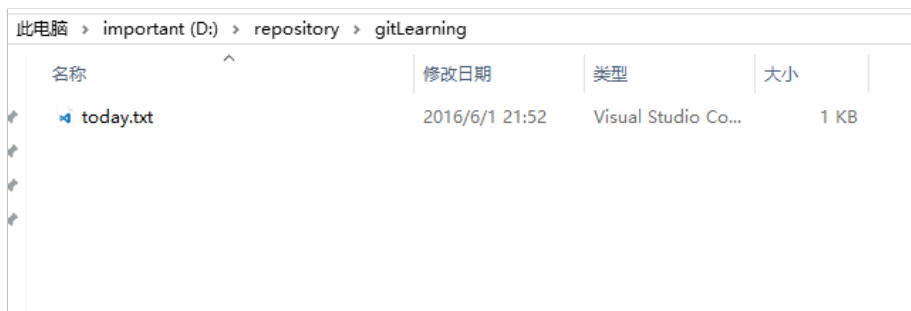 此电脑 > important (D:) > repository > gitLearning
名称 修改日期 类型 大小
today.txt 2016/6/1 21:52 Visual Studio Co... 1 KB